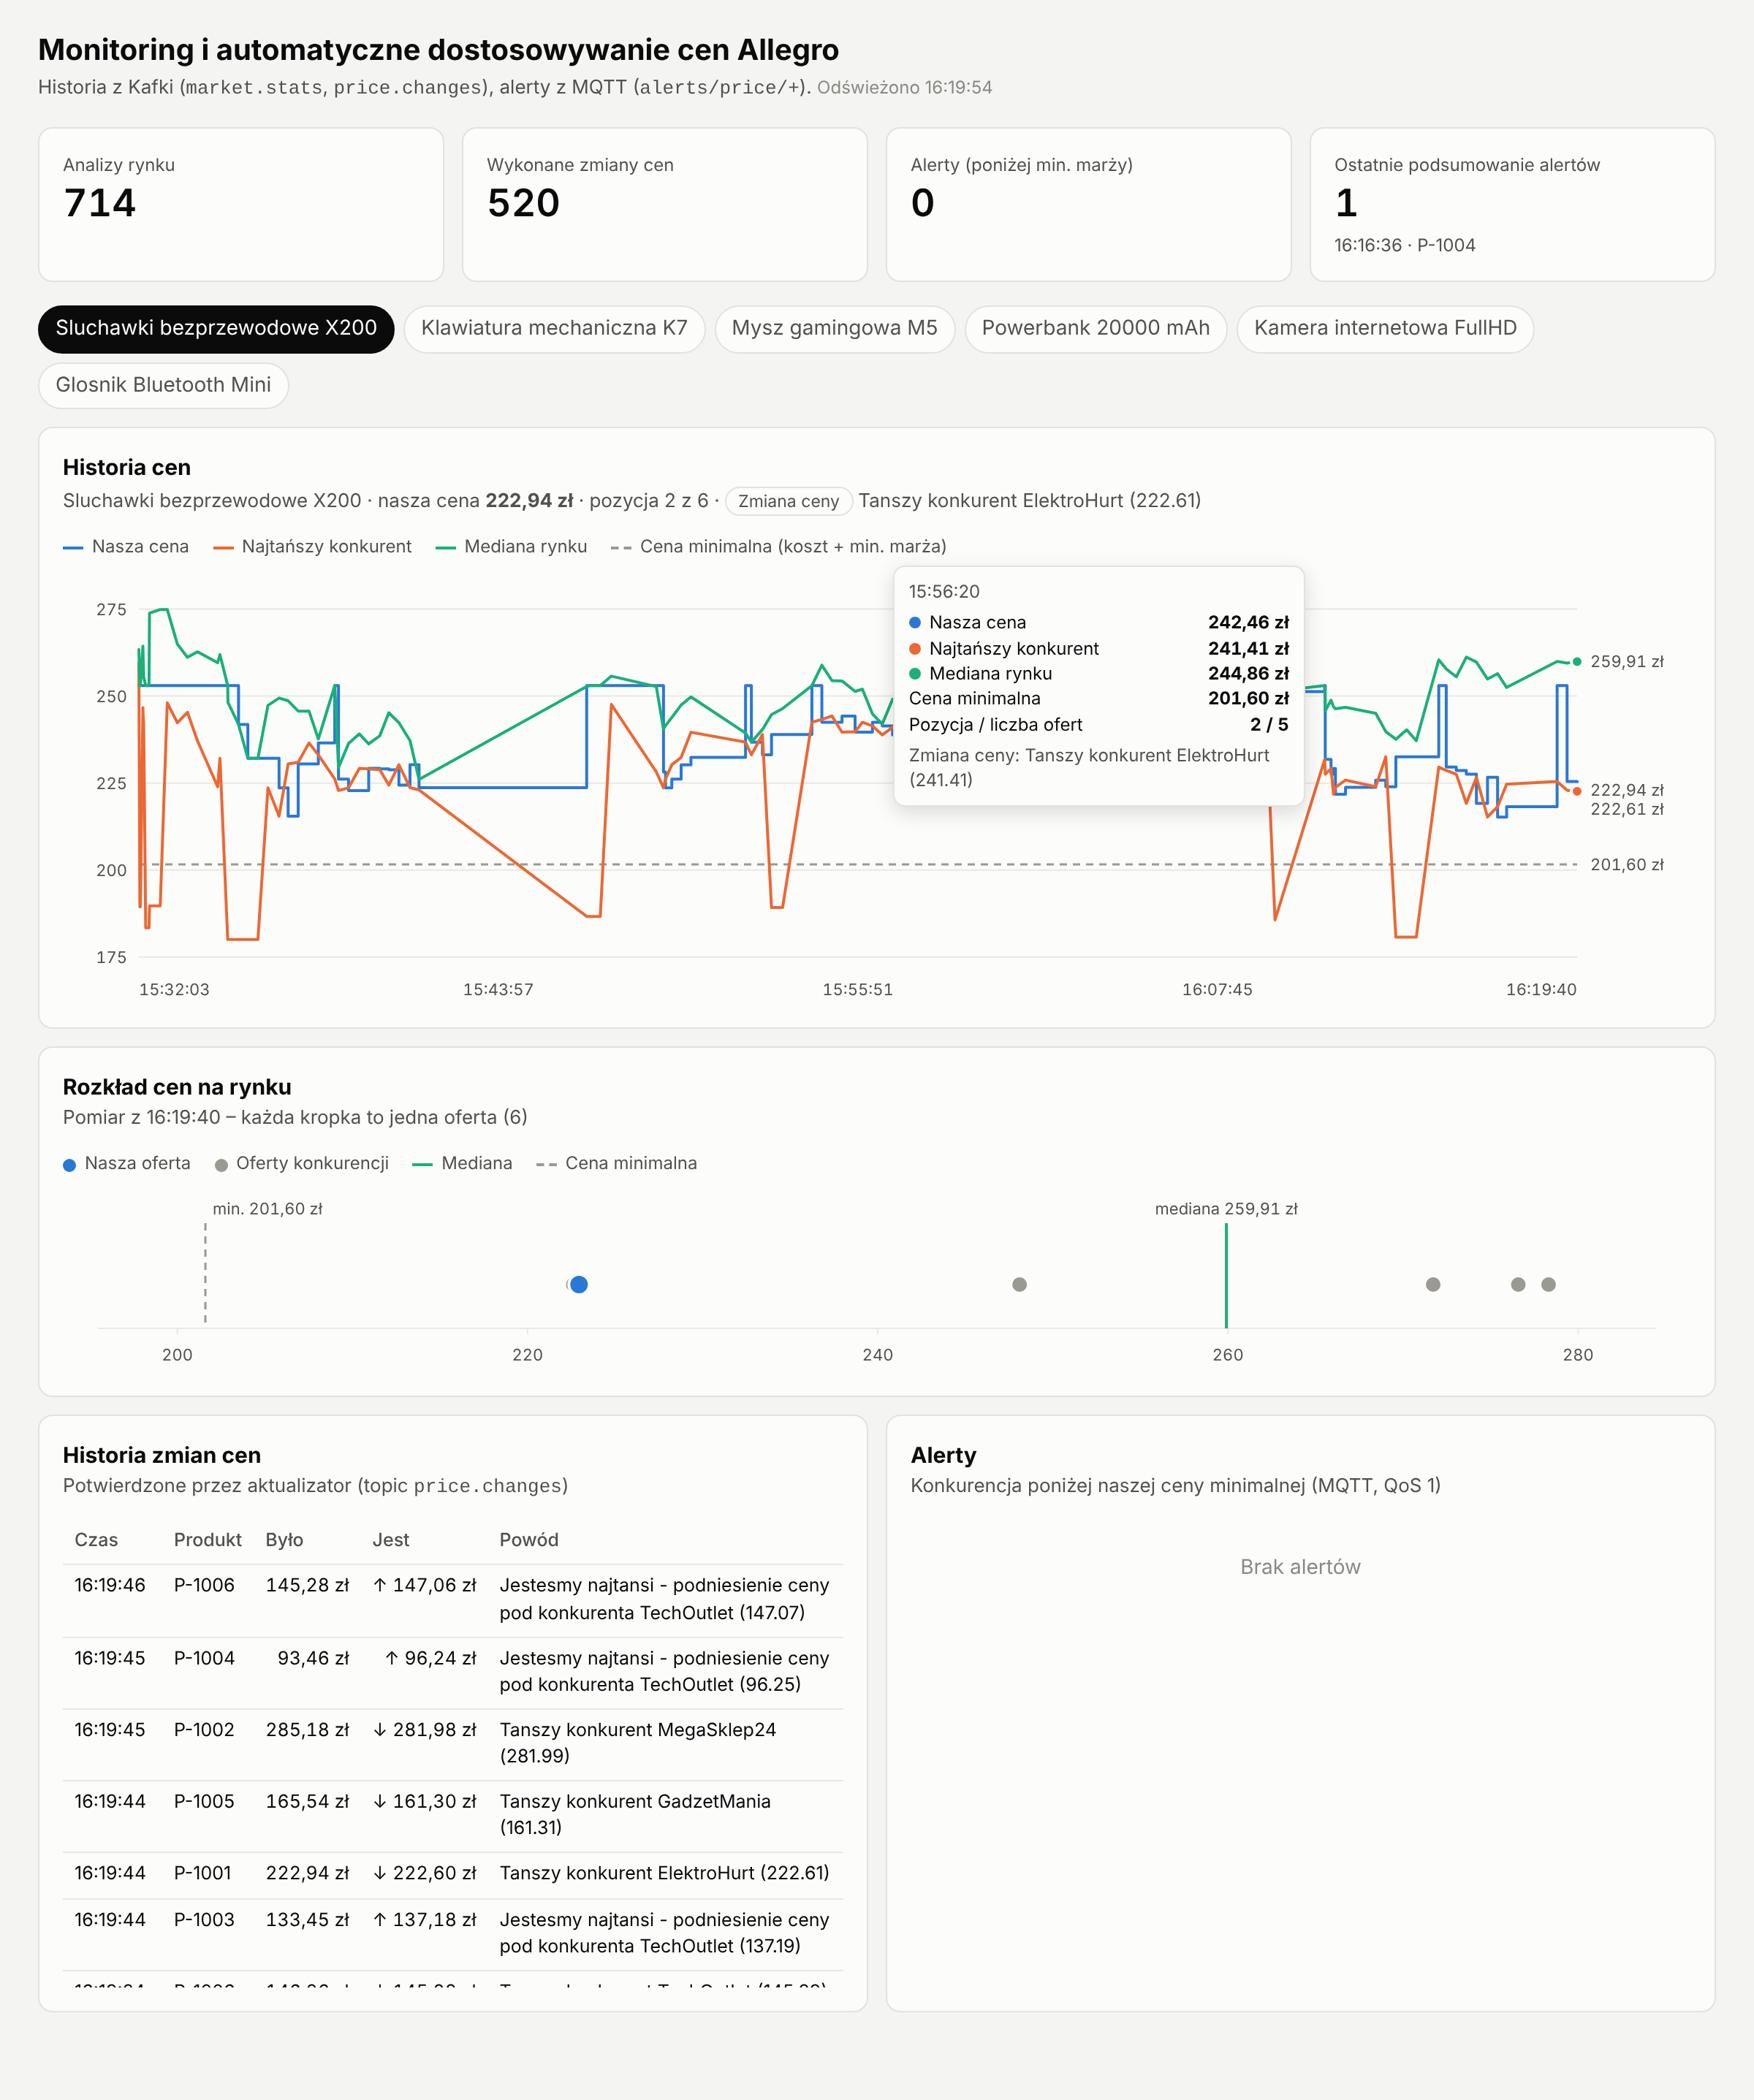 Monitoring i automatyczne dostosowywanie cen Allegro
Historia z Kafki (market.stats, price.changes), alerty z MQTT (alerts/price/+). Odświeżono 16:19:54
Analizy rynku
714
Wykonane zmiany cen
520
Alerty (poniżej min. marży)
0
Ostatnie podsumowanie alertów
1
16:16:36 · P-1004
Sluchawki bezprzewodowe X200
Klawiatura mechaniczna K7
Mysz gamingowa M5
Powerbank 20000 mAh
Kamera internetowa FullHD
Glosnik Bluetooth Mini
Historia cen
Sluchawki bezprzewodowe X200 · nasza cena 222,94 zł · pozycja 2 z 6 · Zmiana ceny Tanszy konkurent ElektroHurt (222.61)
Nasza cena
Najtańszy konkurent
Mediana rynku
Cena minimalna (koszt + min. marża)
15:56:20
Nasza cena 242,46 zł
Najtańszy konkurent 241,41 zł
Mediana rynku 244,86 zł
Cena minimalna 201,60 zł
Pozycja / liczba ofert 2 / 5
Zmiana ceny: Tanszy konkurent ElektroHurt
(241.41)
275
250
225
200
175
259,91 zł
222,94 zł
222,61 zł
201,60 zł
15:32:03
15:43:57
15:55:51
16:07:45
16:19:40
Rozkład cen na rynku
Pomiar z 16:19:40 – każda kropka to jedna oferta (6)
Nasza oferta
Oferty konkurencji
Mediana
Cena minimalna
min. 201,60 zł
mediana 259,91 zł
200
220
240
260
280
Historia zmian cen
Potwierdzone przez aktualizator (topic price.changes)
Czas Produkt Było Jest Powód
16:19:46 P-1006 145,28 zł ↑ 147,06 zł Jestesmy najtansi - podniesienie ceny
pod konkurenta TechOutlet (147.07)
16:19:45 P-1004 93,46 zł ↑ 96,24 zł Jestesmy najtansi - podniesienie ceny
pod konkurenta TechOutlet (96.25)
16:19:45 P-1002 285,18 zł ↓ 281,98 zł Tanszy konkurent MegaSklep24
(281.99)
16:19:44 P-1005 165,54 zł ↓ 161,30 zł Tanszy konkurent GadzetMania
(161.31)
16:19:44 P-1001 222,94 zł ↓ 222,60 zł Tanszy konkurent ElektroHurt (222.61)
16:19:44 P-1003 133,45 zł ↑ 137,18 zł Jestesmy najtansi - podniesienie ceny
pod konkurenta TechOutlet (137.19)
Alerty
Konkurencja poniżej naszej ceny minimalnej (MQTT, QoS 1)
Brak alertów